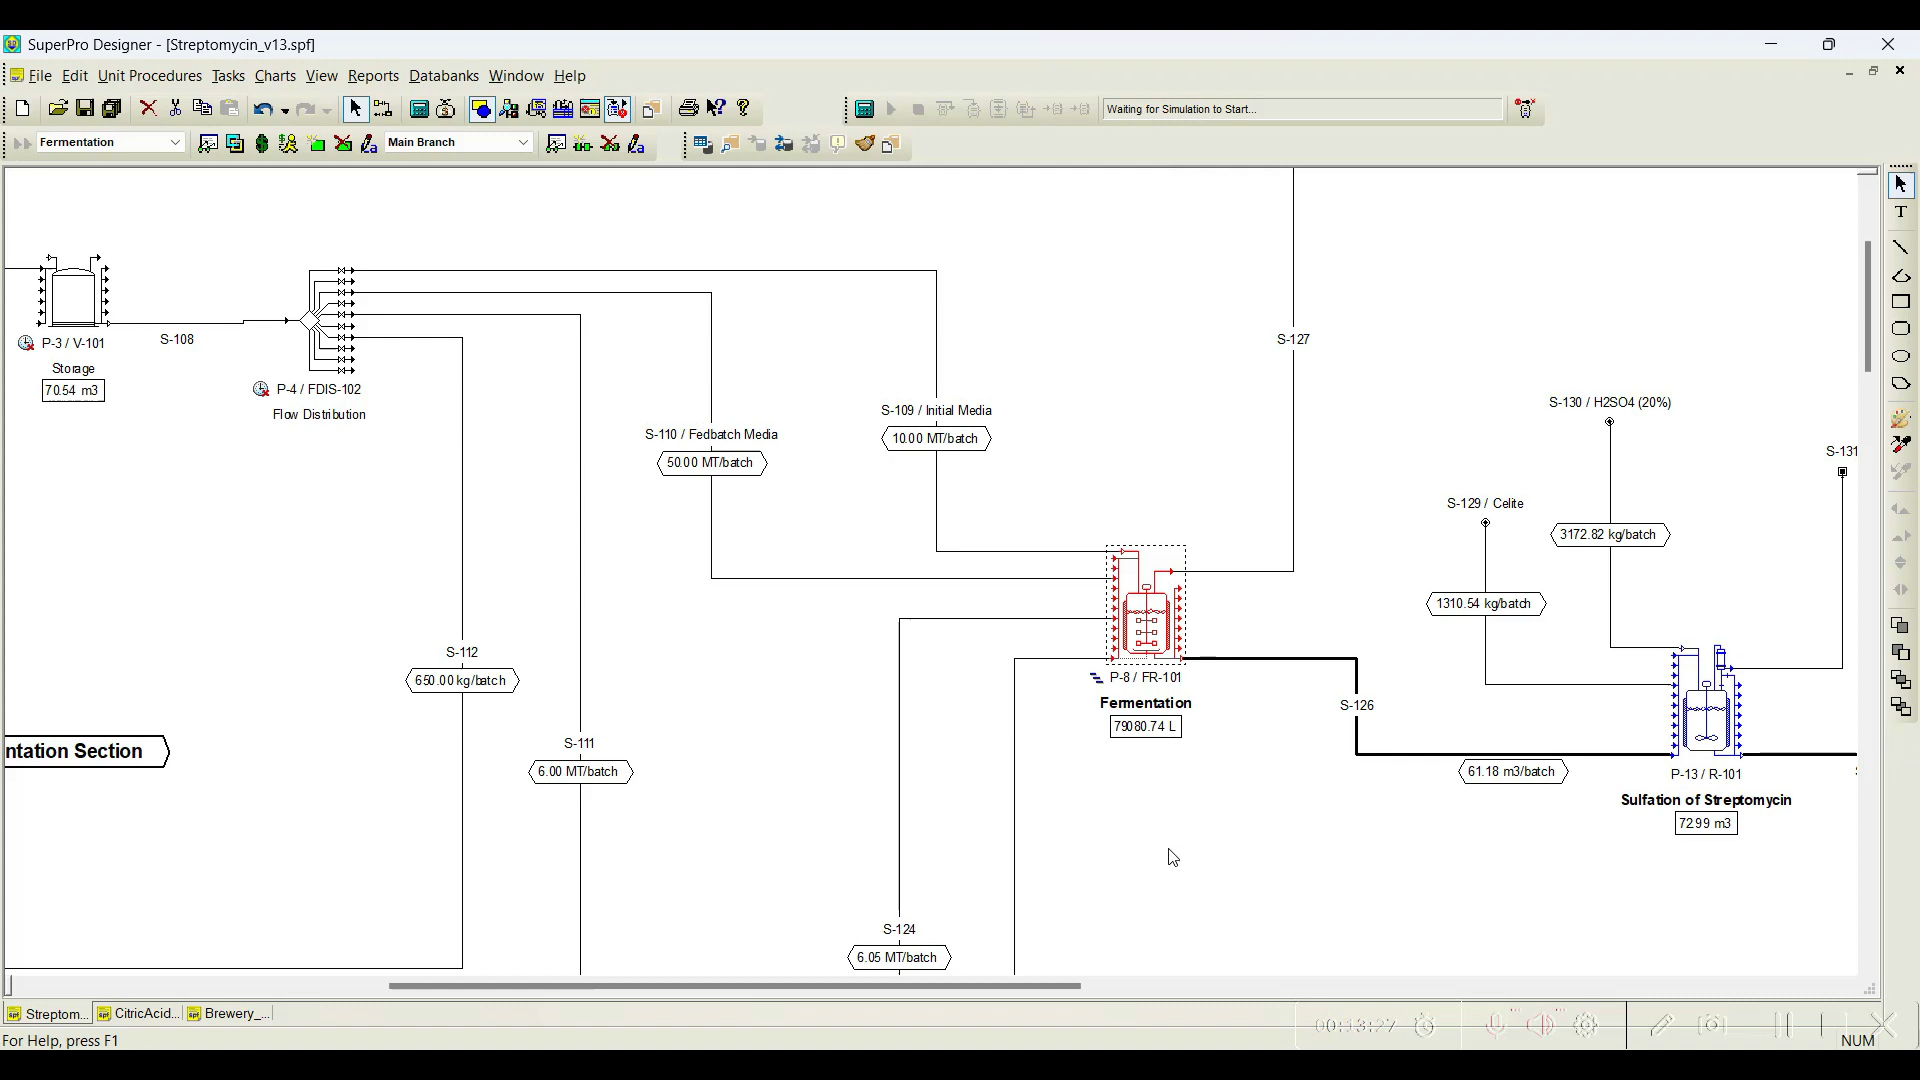 SuperPro Designer - [Streptomycin_v13.spf]
File Edit Unit Procedures Tasks Charts View Reports Databanks Window Help
Waiting for Simulation to Start...
Fermentation
Main Branch
P-3 / V-101
Storage
70.54 m3
S-108
P-4 / FDIS-102
Flow Distribution
S-110 / Fedbatch Media
50.00 MT/batch
S-109 / Initial Media
10.00 MT/batch
S-127
S-130 / H2SO4 (20%)
3172.82 kg/batch
S-131
S-129 / Celite
1310.54 kg/batch
S-112
650.00 kg/batch
P-8 / FR-101
Fermentation
79080.74 L
S-126
61.18 m3/batch
S-111
6.00 MT/batch
ntation Section
P-13 / R-101
Sulfation of Streptomycin
72.99 m3
S-124
6.05 MT/batch
Streptom... CitricAcid... Brewery_...
00:13:27
For Help, press F1
NUM